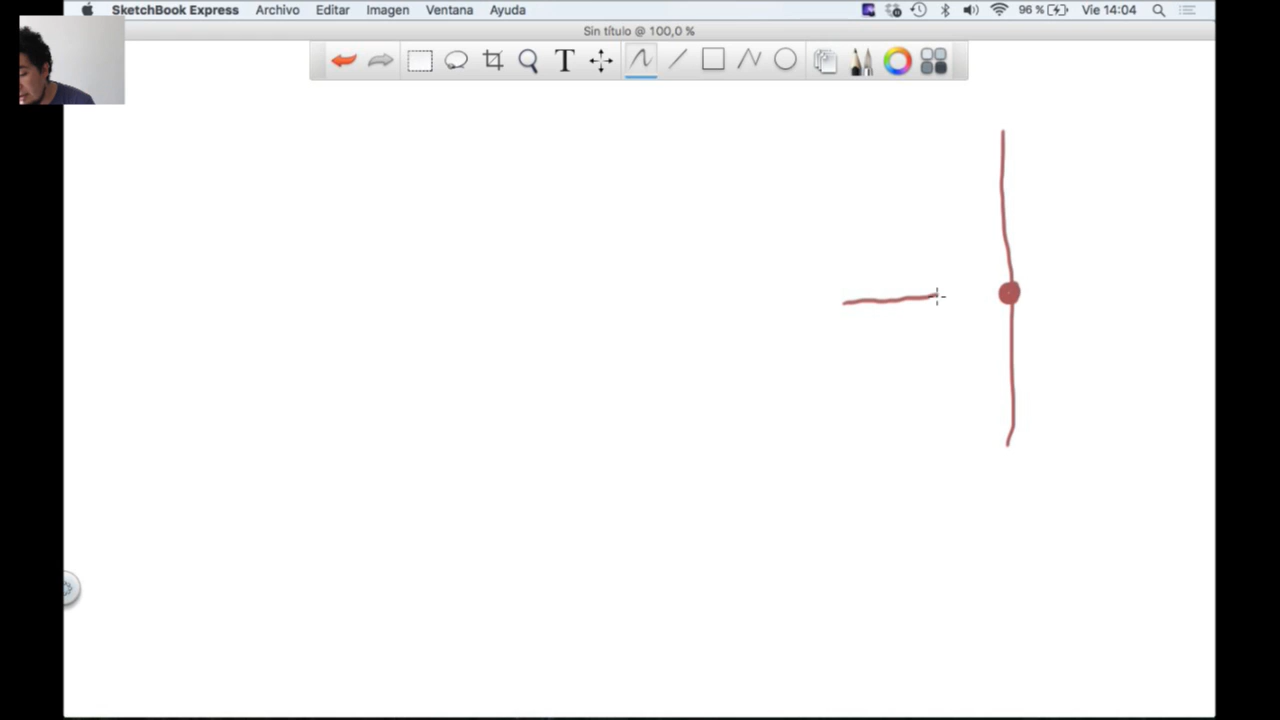 SketchBook Express Archivo Editar Imagen Ventana Ayuda 96 % Vie 14:04
Sin título @ 100,0 %
T